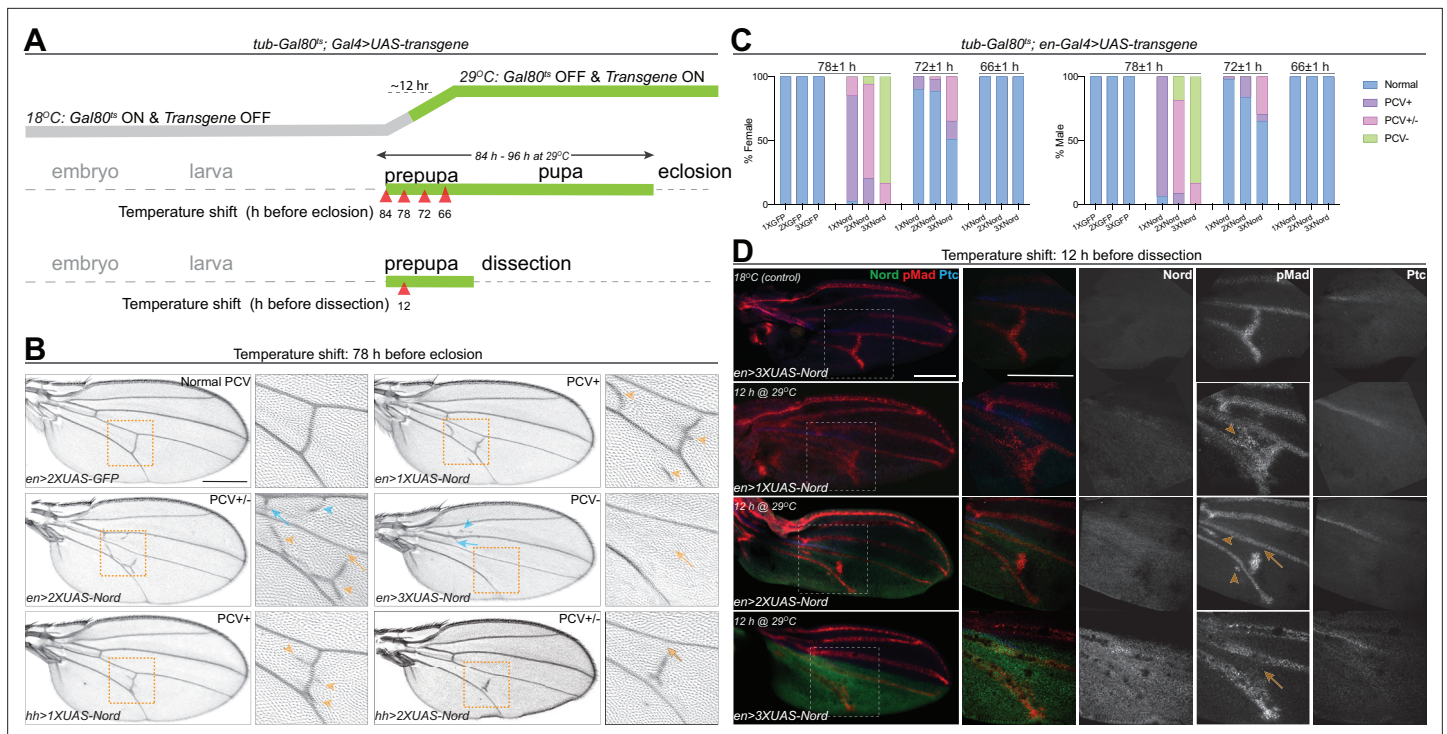 A
tub-Gal80ts; Gal4>UAS-transgene
29OC: Gal80ts OFF & Transgene ON
~12 hr
18OC: Gal80ts ON & Transgene OFF
84 h - 96 h at 29OC
embryo larva prepupa pupa eclosion
Temperature shift (h before eclosion) 84 78 72 66
embryo larva prepupa dissection
Temperature shift (h before dissection) 12
B
Temperature shift: 78 h before eclosion
Normal PCV
en>2XUAS-GFP
PCV+
en>1XUAS-Nord
PCV+/-
en>2XUAS-Nord
PCV-
en>3XUAS-Nord
PCV+
hh>1XUAS-Nord
PCV+/-
hh>2XUAS-Nord
C
tub-Gal80ts; en-Gal4>UAS-transgene
78±1 h 72±1 h 66±1 h
% Female
100
50
0
1XGFP 2XGFP 3XGFP 1XNord 2XNord 3XNord 1XNord 2XNord 3XNord 1XNord 2XNord 3XNord
78±1 h 72±1 h 66±1 h
% Male
100
50
0
1XGFP 2XGFP 3XGFP 1XNord 2XNord 3XNord 1XNord 2XNord 3XNord 1XNord 2XNord 3XNord
Normal
PCV+
PCV+/-
PCV-
D
Temperature shift: 12 h before dissection
18OC (control) Nord pMad Ptc Nord pMad Ptc
en>3XUAS-Nord
12 h @ 29OC
en>1XUAS-Nord
12 h @ 29OC
en>2XUAS-Nord
12 h @ 29OC
en>3XUAS-Nord